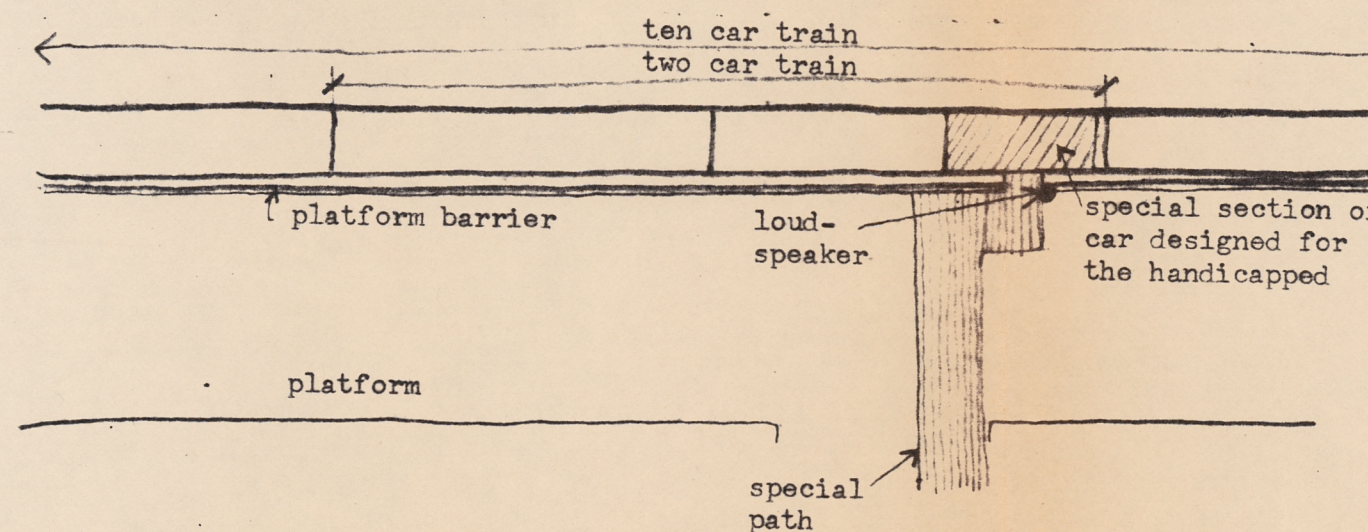 ten car train
two car train
platform barrier
loud-
speaker
special section of
car designed for
the handicapped
platform
special
path